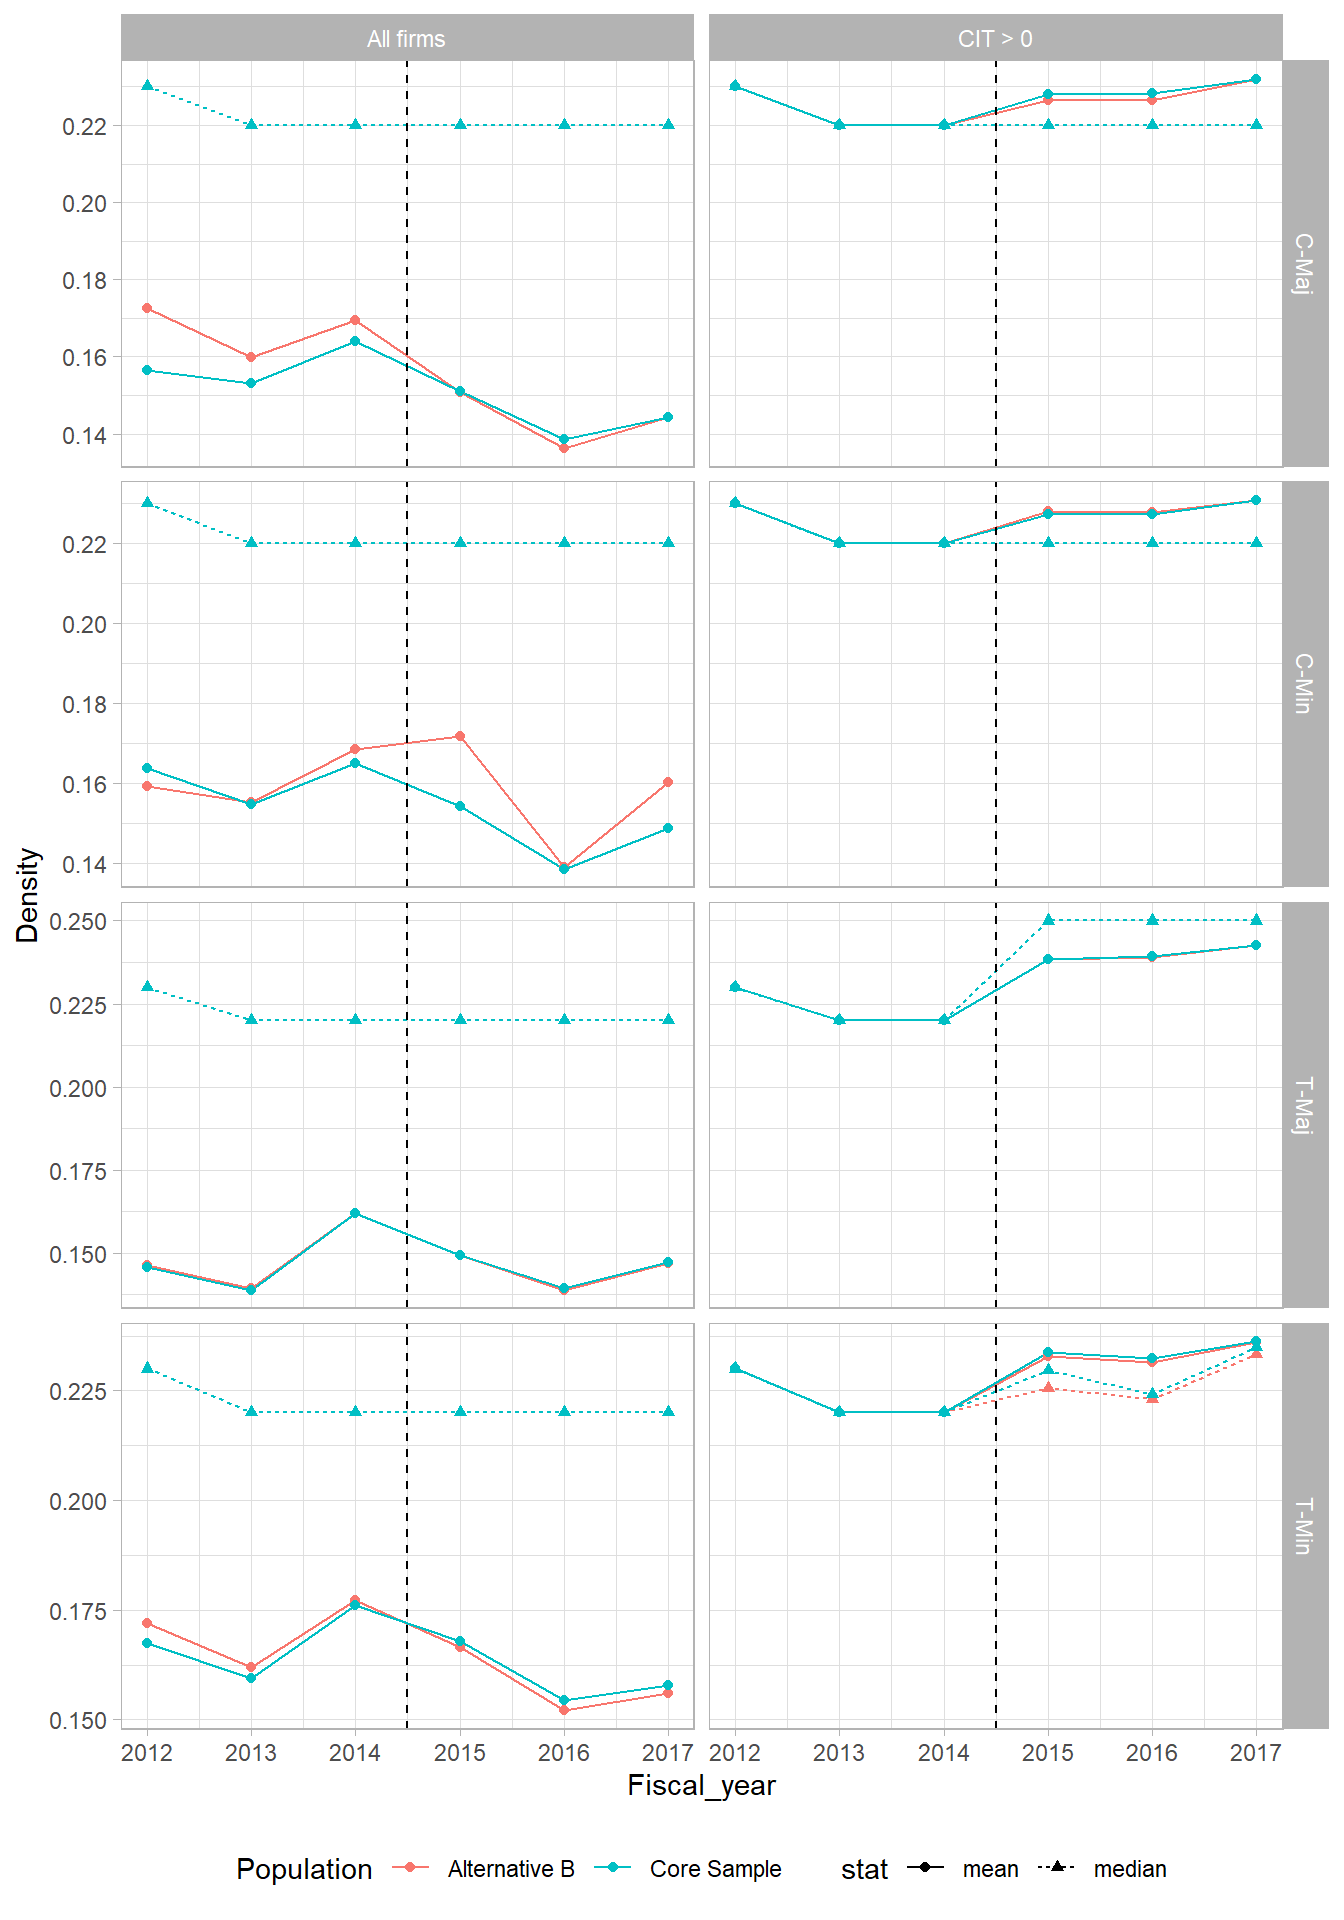 All firms CIT > 0
0.22
0.20
0.18
0.16
0.14
C-Maj
0.22
0.20
0.18
0.16
0.14
C-Min
Density
0.250
0.225
0.200
0.175
0.150
T-Maj
0.225
0.200
0.175
0.150
T-Min
2012 2013 2014 2015 2016 2017 2012 2013 2014 2015 2016 2017
Fiscal_year
Population Alternative B Core Sample stat mean median